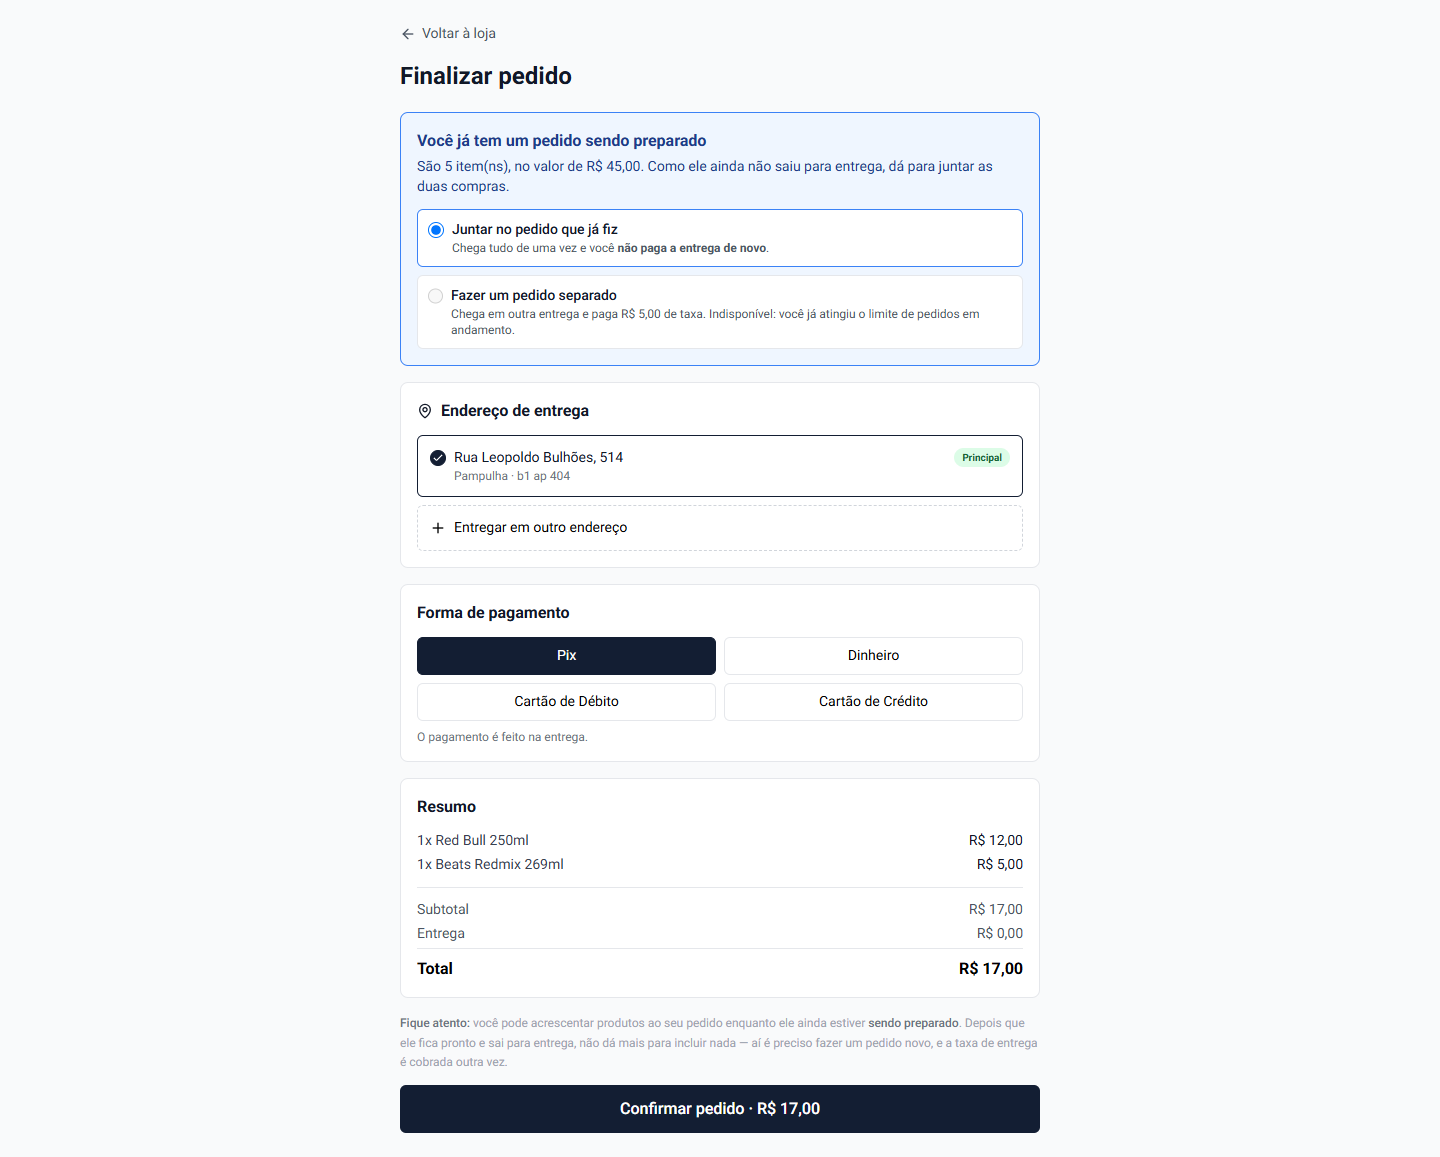 Voltar à loja
Finalizar pedido
Você já tem um pedido sendo preparado
São 5 item(ns), no valor de R$ 45,00. Como ele ainda não saiu para entrega, dá para juntar as
duas compras.
Juntar no pedido que já fiz
Chega tudo de uma vez e você não paga a entrega de novo.
Fazer um pedido separado
Chega em outra entrega e paga R$ 5,00 de taxa. Indisponível: você já atingiu o limite de pedidos em
andamento.
Endereço de entrega
Rua Leopoldo Bulhões, 514
Principal
Pampulha · b1 ap 404
Entregar em outro endereço
Forma de pagamento
Pix
Dinheiro
Cartão de Débito
Cartão de Crédito
O pagamento é feito na entrega.
Resumo
1x Red Bull 250ml R$ 12,00
1x Beats Redmix 269ml R$ 5,00
Subtotal R$ 17,00
Entrega R$ 0,00
Total R$ 17,00
Fique atento: você pode acrescentar produtos ao seu pedido enquanto ele ainda estiver sendo preparado. Depois que
ele fica pronto e sai para entrega, não dá mais para incluir nada — aí é preciso fazer um pedido novo, e a taxa de entrega
é cobrada outra vez.
Confirmar pedido · R$ 17,00